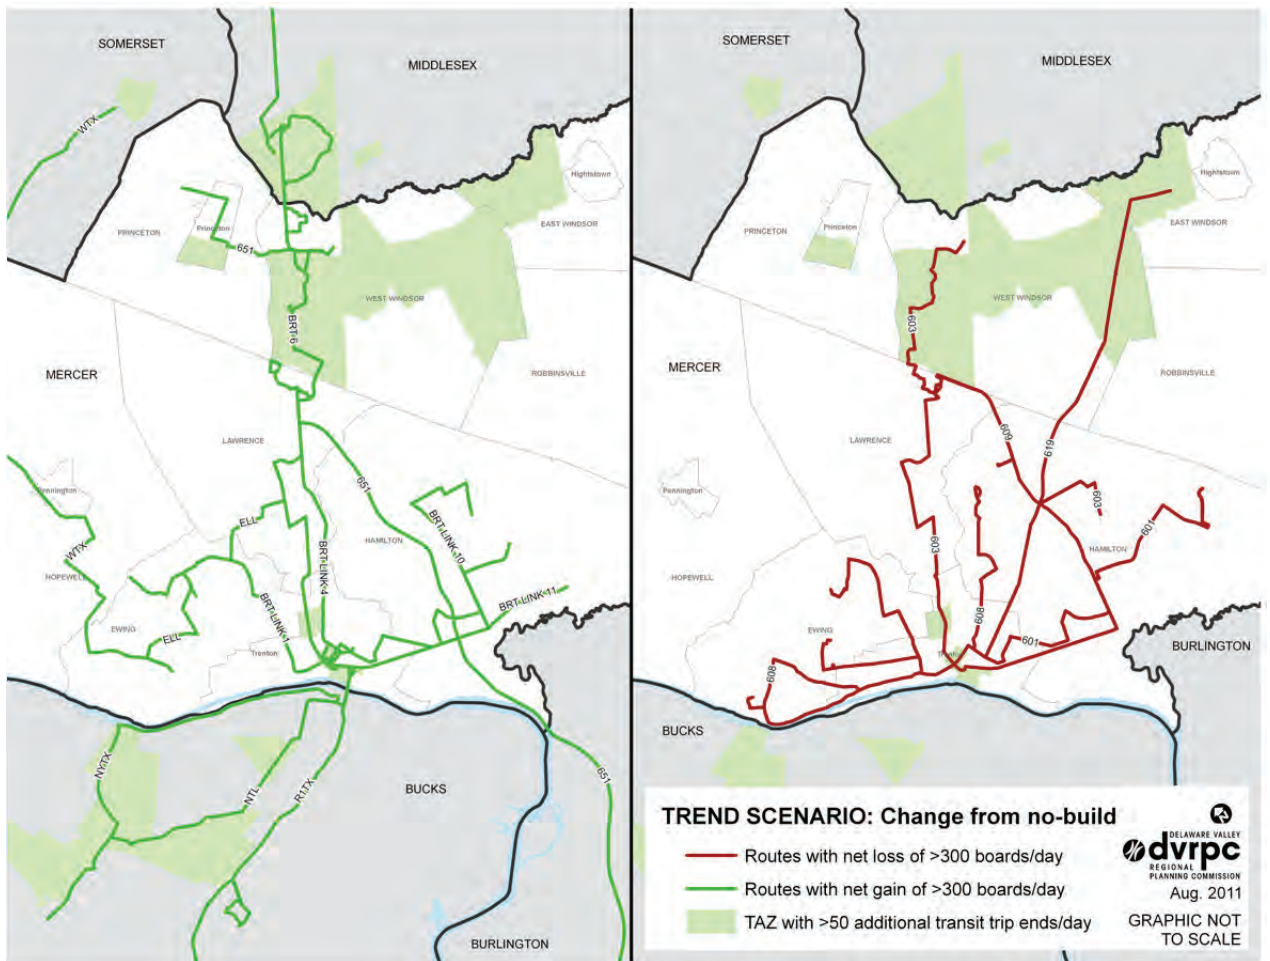 SOMERSET
MIDDLESEX
WTX
Hightstown
PRINCETON
Princeton
EAST WINDSOR
651
WEST WINDSOR
BRT-6
MERCER
ROBBINSVILLE
LAWRENCE
651
Pennington
ELL
BRT-LINK 10
WTX
BRT-LINK-4
HAMILTON
HOPEWELL
BRT-LINK-1
BRT-LINK-11
EWING
ELL
Trenton
NYTX
NTL
R1TX
BUCKS
651
BURLINGTON
SOMERSET
MIDDLESEX
Hightstown
PRINCETON
Princeton
EAST WINDSOR
WEST WINDSOR
603
MERCER
ROBBINSVILLE
LAWRENCE
609
619
Pennington
603
601
603
HAMILTON
HOPEWELL
608
EWING
601
BURLINGTON
Trenton
608
BUCKS
TREND SCENARIO: Change from no-build
Routes with net loss of >300 boards/day
Routes with net gain of >300 boards/day
TAZ with >50 additional transit trip ends/day
DELAWARE VALLEY
dvrpc
REGIONAL
PLANNING COMMISSION
Aug. 2011
GRAPHIC NOT
TO SCALE